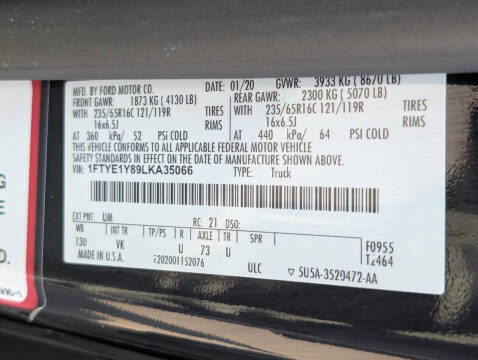 MFD. BY FORD MOTOR CO.
DATE: 01/20 GVWR: 3933 KG (8670 LB)
FRONT GAWR: 1873 KG (4130 LB)
REAR GAWR: 2300 KG (5070 LB)
WITH
235/65R16C 121/119R TIRES
16x6.5J RIMS
AT 360 kPa/ 52 PSI COLD
WITH
235/65R16C 121/119R TIRES
16x6.5J RIMS
AT 440 kPa/ 64 PSI COLD
THIS VEHICLE CONFORMS TO ALL APPLICABLE FEDERAL MOTOR VEHICLE
SAFETY STANDARDS IN EFFECT ON THE DATE OF MANUFACTURE SHOWN ABOVE.
VIN: 1FTYE1Y89LKA35066 TYPE: Truck
EXT PNT: UM RC: 21 DSO:
WB INT TR TP/PS R AXLE TR SPR
130 VK U 73 U
F0955
T2464
MADE IN U.S.A. 202001152076 ULC 5U5A-3520472-AA
G
E
D.